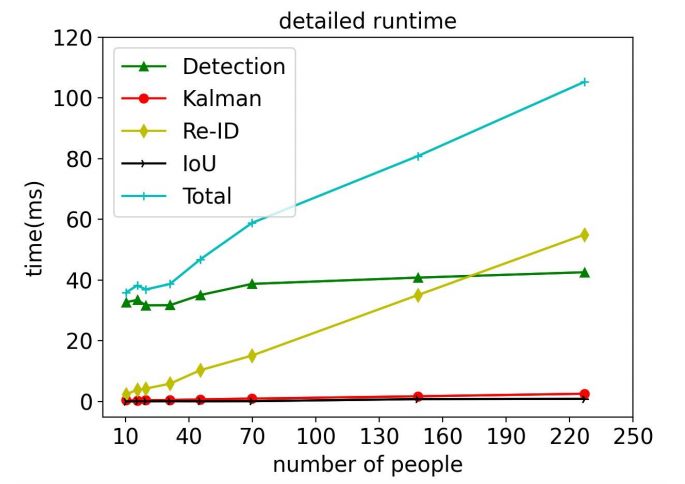 detailed runtime
120
100
80
60
40
20
0
time(ms)
Detection
Kalman
Re-ID
IoU
Total
10 40 70 100 130 160 190 220 250
number of people